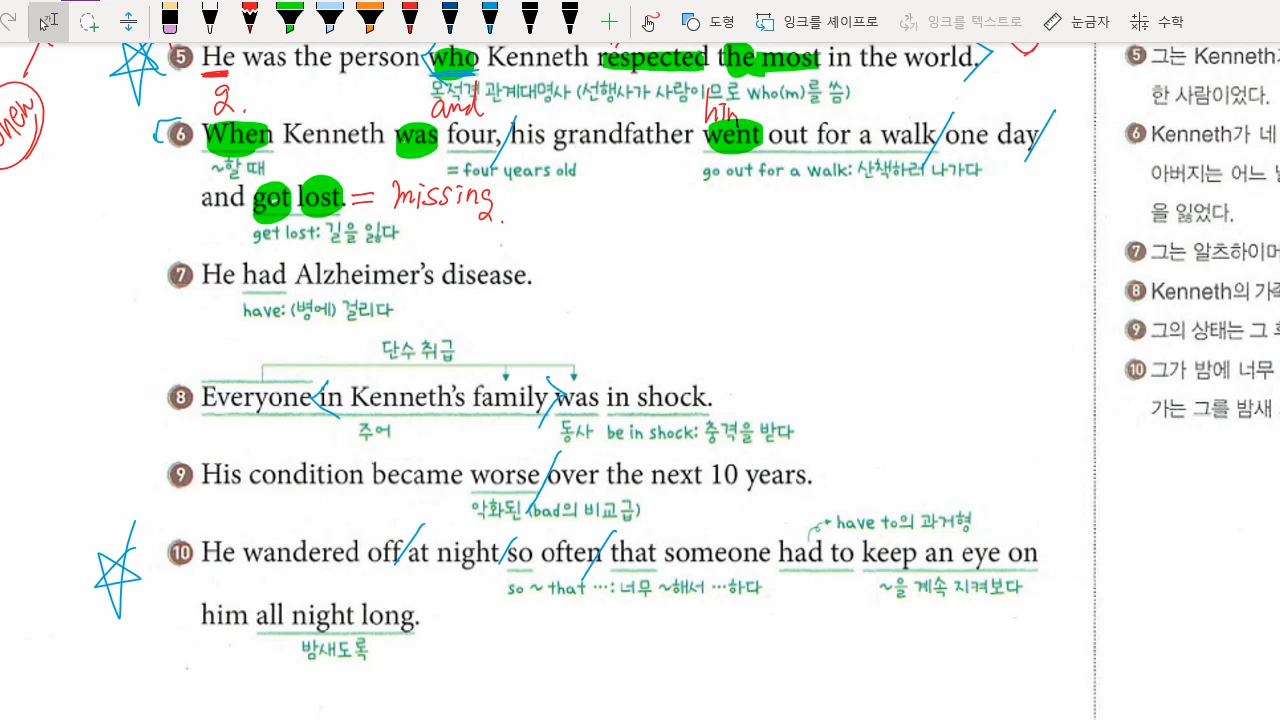 도형 잉크를 셰이프로 잉크를 텍스트로 눈금자 수학
5 He was the person who Kenneth respected the most in the world.
목적격 관계대명사 (선행사가 사람이므로 who(m)를 씀)
g. and him
when
6 When Kenneth was four, his grandfather went out for a walk one day
~할 때 = four years old go out for a walk: 산책하러 나가다
and got lost. = missing.
get lost: 길을 잃다
7 He had Alzheimer's disease.
have: (병에) 걸리다
단수 취급
8 Everyone in Kenneth's family was in shock.
주어 동사 be in shock: 충격을 받다
9 His condition became worse over the next 10 years.
악화된 (bad의 비교급)
have to의 과거형
10 He wandered off at night so often that someone had to keep an eye on
so ~ that …: 너무 ~해서 …하다 ~을 계속 지켜보다
him all night long.
밤새도록
5 그는 Kenneth
한 사람이었다.
6 Kenneth가 네
아버지는 어느
을 잃었다.
7 그는 알츠하이머
8 Kenneth의 가족
9 그의 상태는 그
10 그가 밤에 너무
가는 그를 밤새